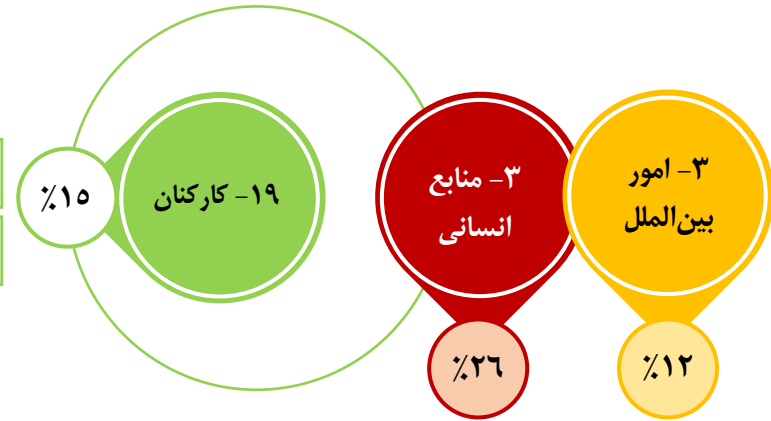 ۳- امور
بین‌الملل
٪۱۲
۳- منابع
انسانی
٪۲۶
۱۹- کارکنان
٪۱۵